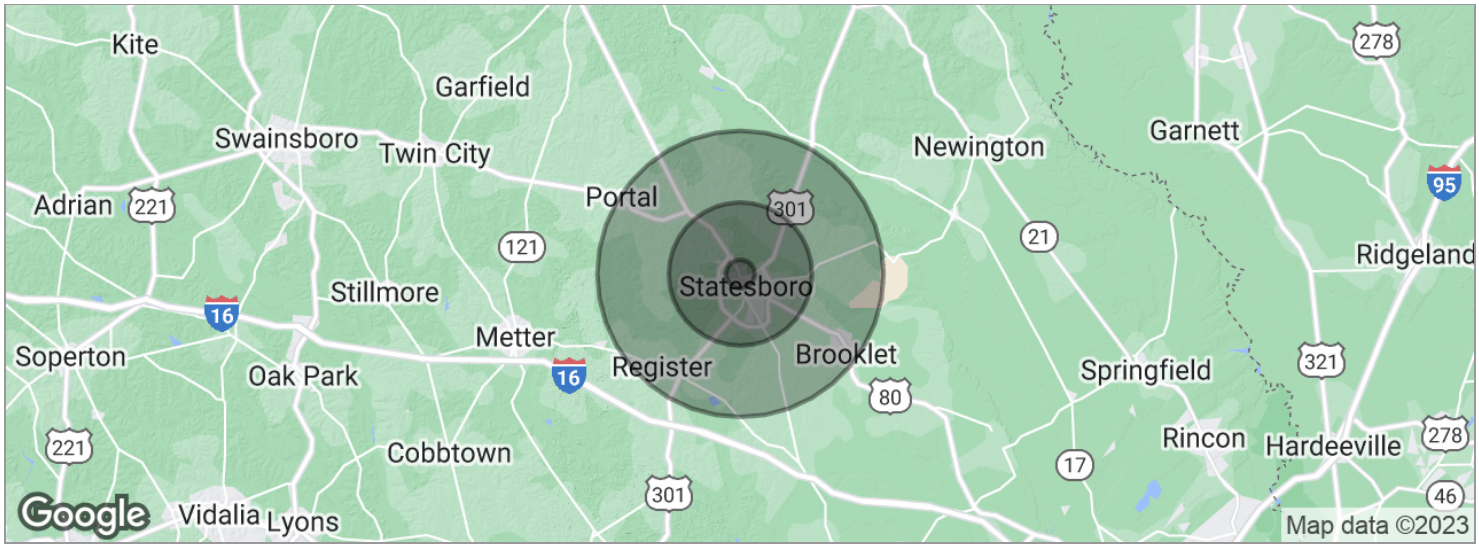 Kite
278
Garfield
Garnett
Swainsboro
Newington
Twin City
95
Portal
Adrian
221
301
21
121
Ridgeland
Statesboro
Stillmore
16
Metter
Soperton
Brooklet
321
Register
Springfield
Oak Park
16
80
278
Rincon
Hardeeville
221
Cobbtown
17
301
46
Google
Vidalia
Lyons
Map data ©2023